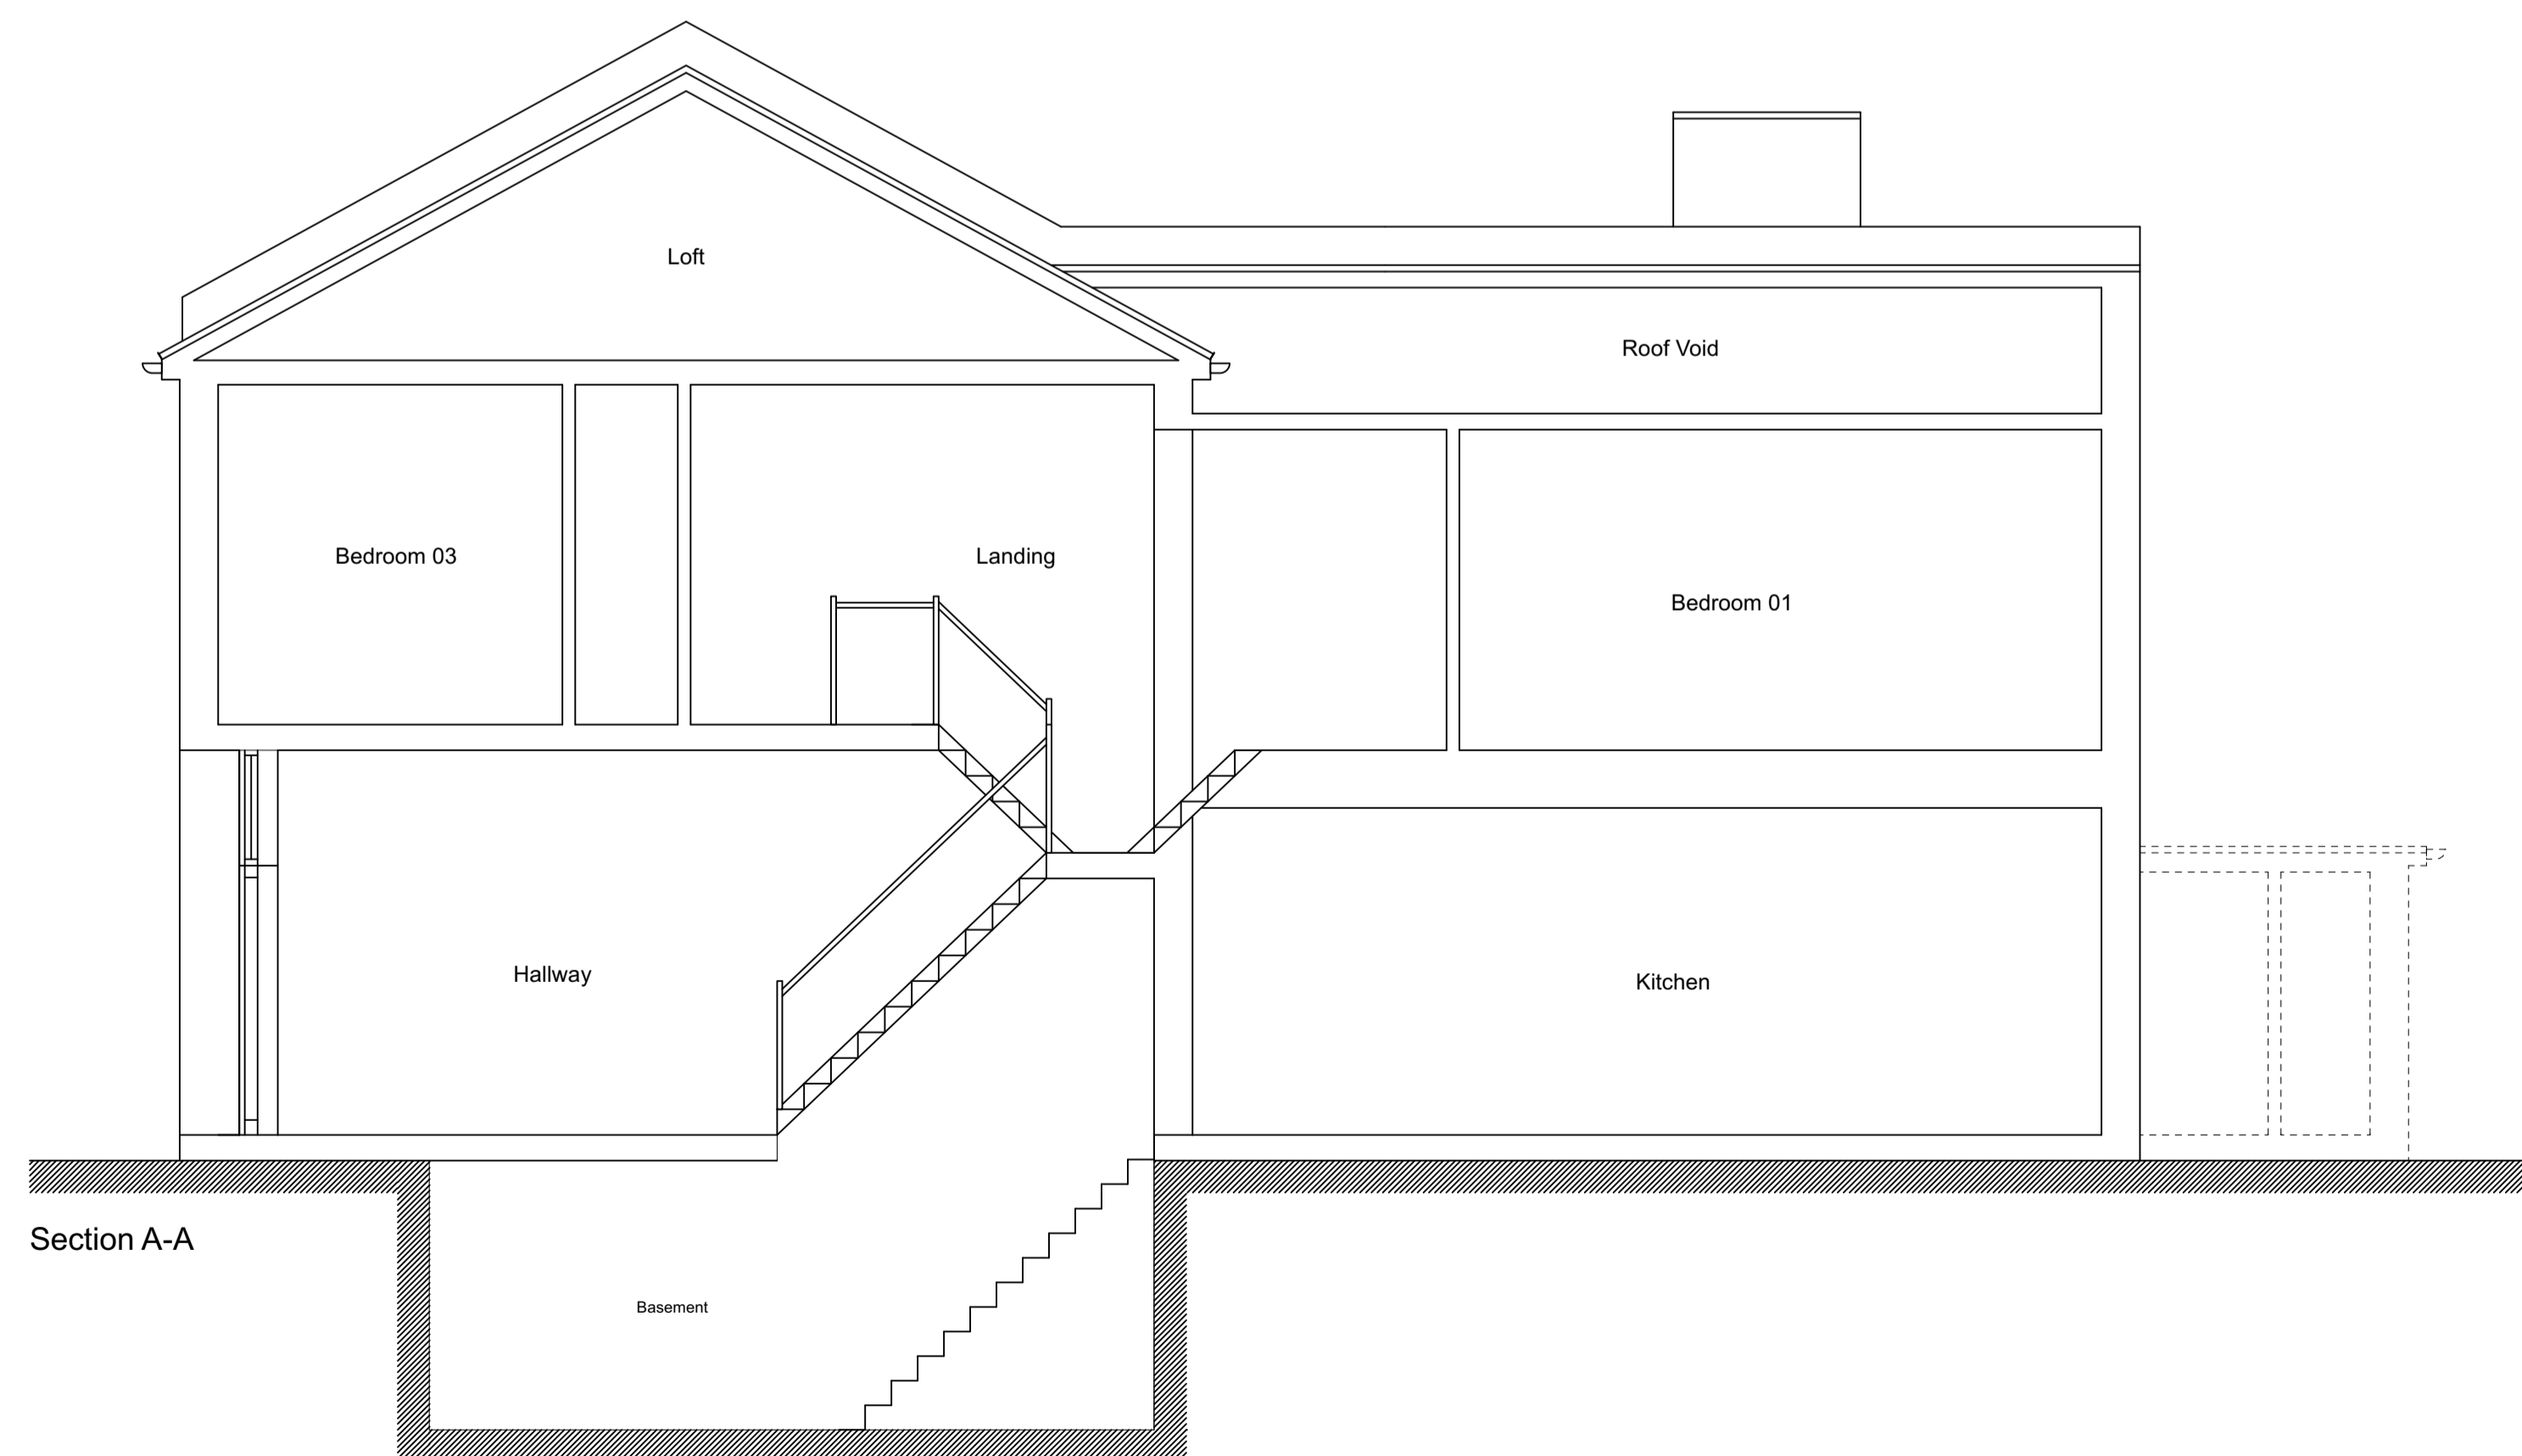 Loft
Roof Void
Bedroom 03
Landing
Bedroom 01
Hallway
Kitchen
Section A-A
Basement